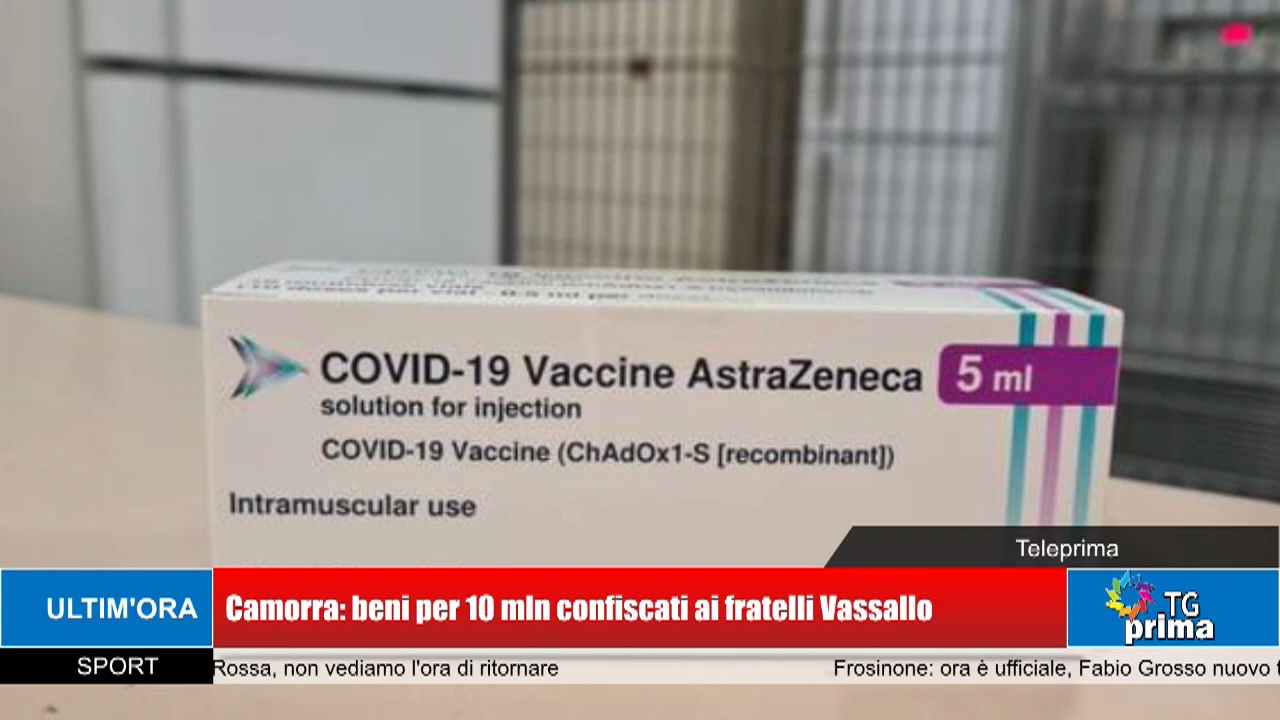 COVID-19 Vaccine AstraZeneca
5 ml
solution for injection
COVID-19 Vaccine (ChAdOx1-S [recombinant])
Intramuscular use
Teleprima
ULTIM'ORA
Camorra: beni per 10 mln confiscati ai fratelli Vassallo
TG
prima
SPORT
Rossa, non vediamo l'ora di ritornare
Frosinone: ora è ufficiale, Fabio Grosso nuovo